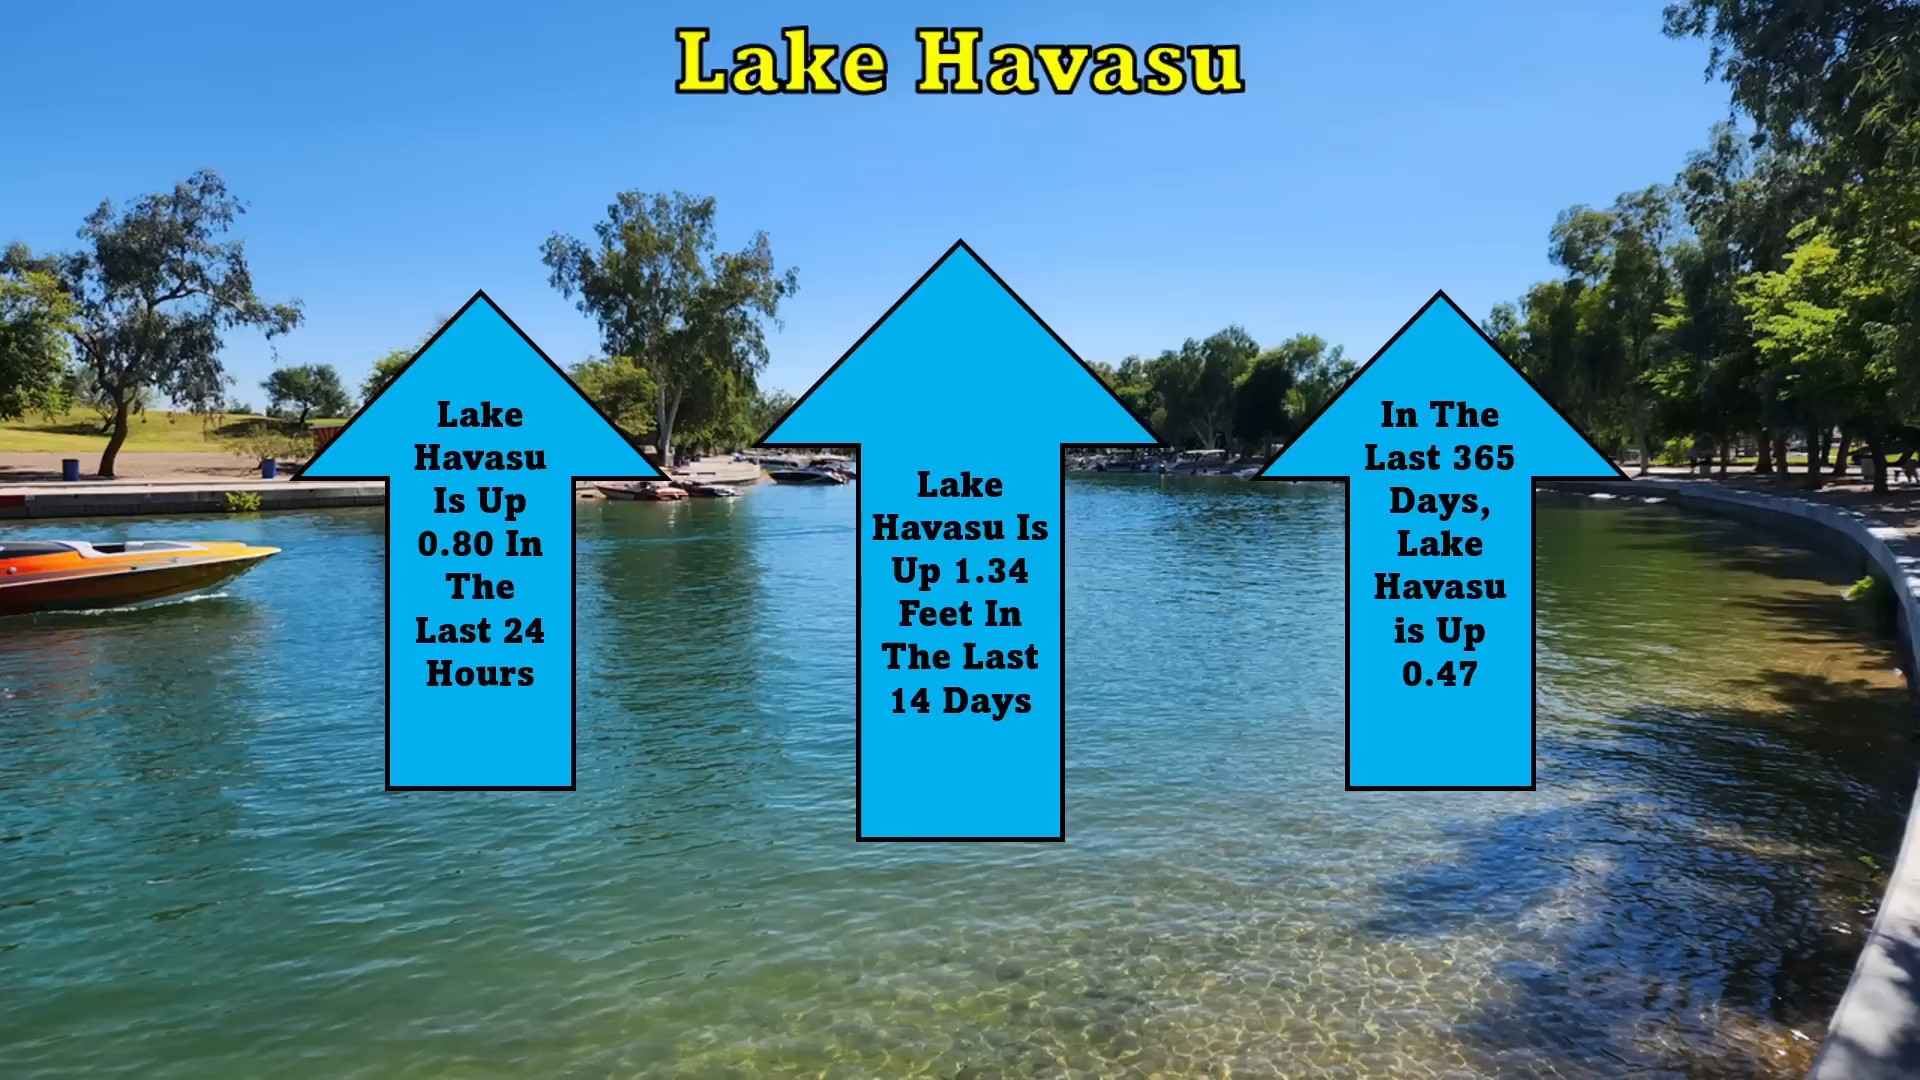 Lake Havasu
Lake
Havasu
Is Up
0.80 In
The
Last 24
Hours
Lake
Havasu Is
Up 1.34
Feet In
The Last
14 Days
In The
Last 365
Days,
Lake
Havasu
is Up
0.47